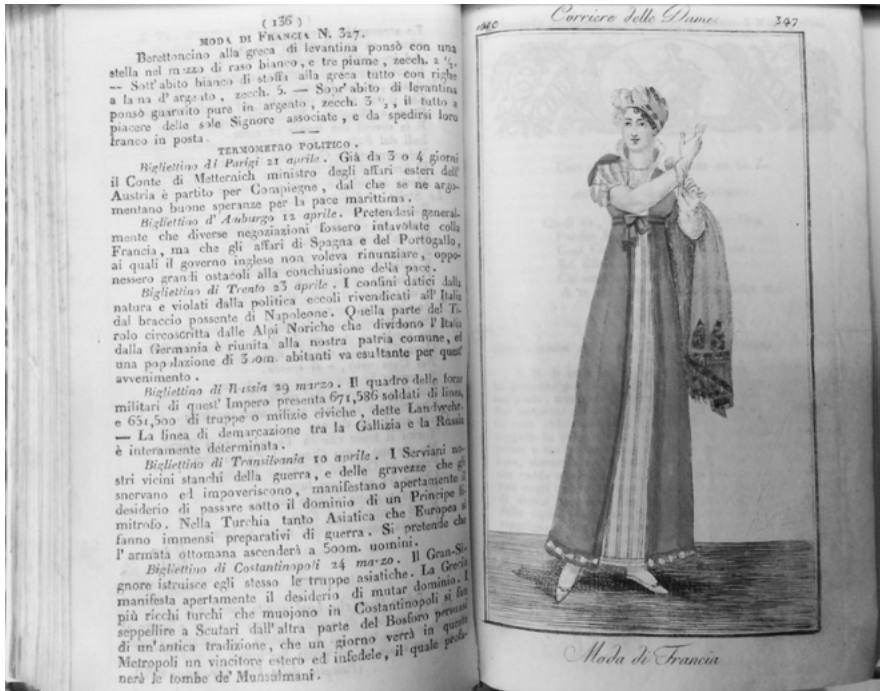 ( 136 )
MODA DI FRANCIA N. 327.
Berettoncino alla greca di levantina ponsò con una
stella nel mezzo di raso bianco, e tre piume, zecch. 2 ½.
— Sott'abito bianco di stoffa alla greca tutto con righe
a lama d'argento, zecch. 5. — Sopr'abito di levantina
ponsò guarnito pure in argento, zecch. 3 ½, il tutto a
piacere delle sole Signore associate, e da spedirsi loro
franco in posta.
TERMOMETRO POLITICO.
Bigliettino di Parigi 21 aprile. Già da 3 o 4 giorni
il Conte di Metternich ministro degli affari esteri dell'
Austria è partito per Compiegne, dal che se ne argo-
mentano buone speranze per la pace marittima.
Bigliettino d' Amburgo 12 aprile. Pretendesi general-
mente che diverse negoziazioni fossero intavolate colla
Francia, ma che gli affari di Spagna e del Portogallo,
ai quali il governo inglese non voleva rinunziare, oppo-
nessero grandi ostacoli alla conchiusione della pace.
Bigliettino di Trento 23 aprile. I confini datici dalla
natura e violati dalla politica eccoli rivendicati all'Italia
dal braccio possente di Napoleone. Quella parte del Ti-
rolo circoscritta dalle Alpi Noriche che dividono l'Italia
dalla Germania è riunita alla nostra patria comune, ed
una popolazione di 300m. abitanti va esultante per quest'
avvenimento.
Bigliettino di Russia 29 marzo. Il quadro delle forze
militari di quest' Impero presenta 671,586 soldati di linea,
e 651,500 di truppe o milizie civiche, dette Landwehr.
— La linea di demarcazione tra la Gallizia e la Russia
è interamente determinata.
Bigliettino di Transilvania 10 aprile. I Serviani no-
stri vicini stanchi della guerra, e delle gravezze che gli
snervano ed impoveriscono, manifestano apertamente il
desiderio di passare sotto il dominio di un Principe li-
mitrofo. Nella Turchia tanto Asiatica che Europea si
fanno immensi preparativi di guerra. Si pretende che
l'armata ottomana ascenderà a 500m. uomini.
Bigliettino di Costantinopoli 24 marzo. Il Gran-Si-
gnore istruisce egli stesso le truppe asiatiche. La Grecia
manifesta apertamente il desiderio di mutar dominio. I
più ricchi turchi che muojono in Costantinopoli si fan
seppellire a Scutari dall'altra parte del Bosforo persuasi
di un'antica tradizione, che un giorno verrà in questa
Metropoli un vincitore estero ed infedele, il quale profa-
nerà le tombe de' Munsulmani.
Corriere delle Dame
347
Moda di Francia